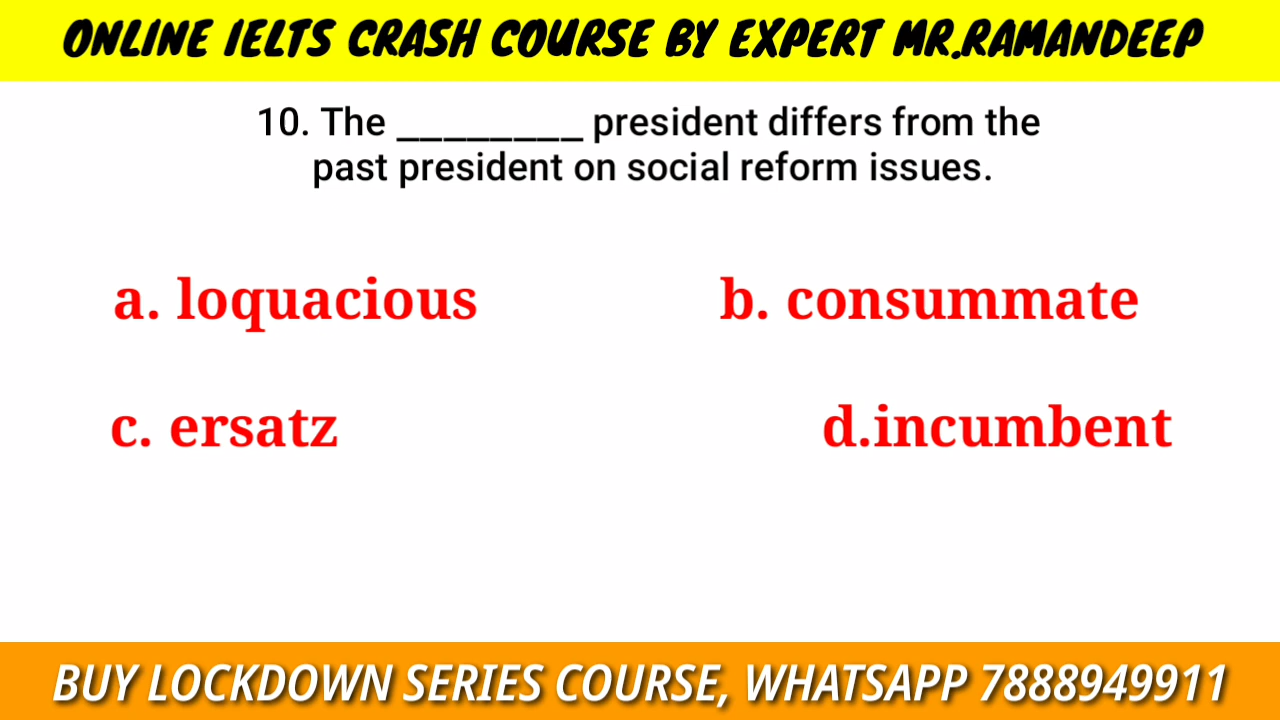 ONLINE IELTS CRASH COURSE BY EXPERT MR.RAMANDEEP
10. The ________ president differs from the
past president on social reform issues.
a. loquacious
b. consummate
c. ersatz
d.incumbent
BUY LOCKDOWN SERIES COURSE, WHATSAPP 7888949911